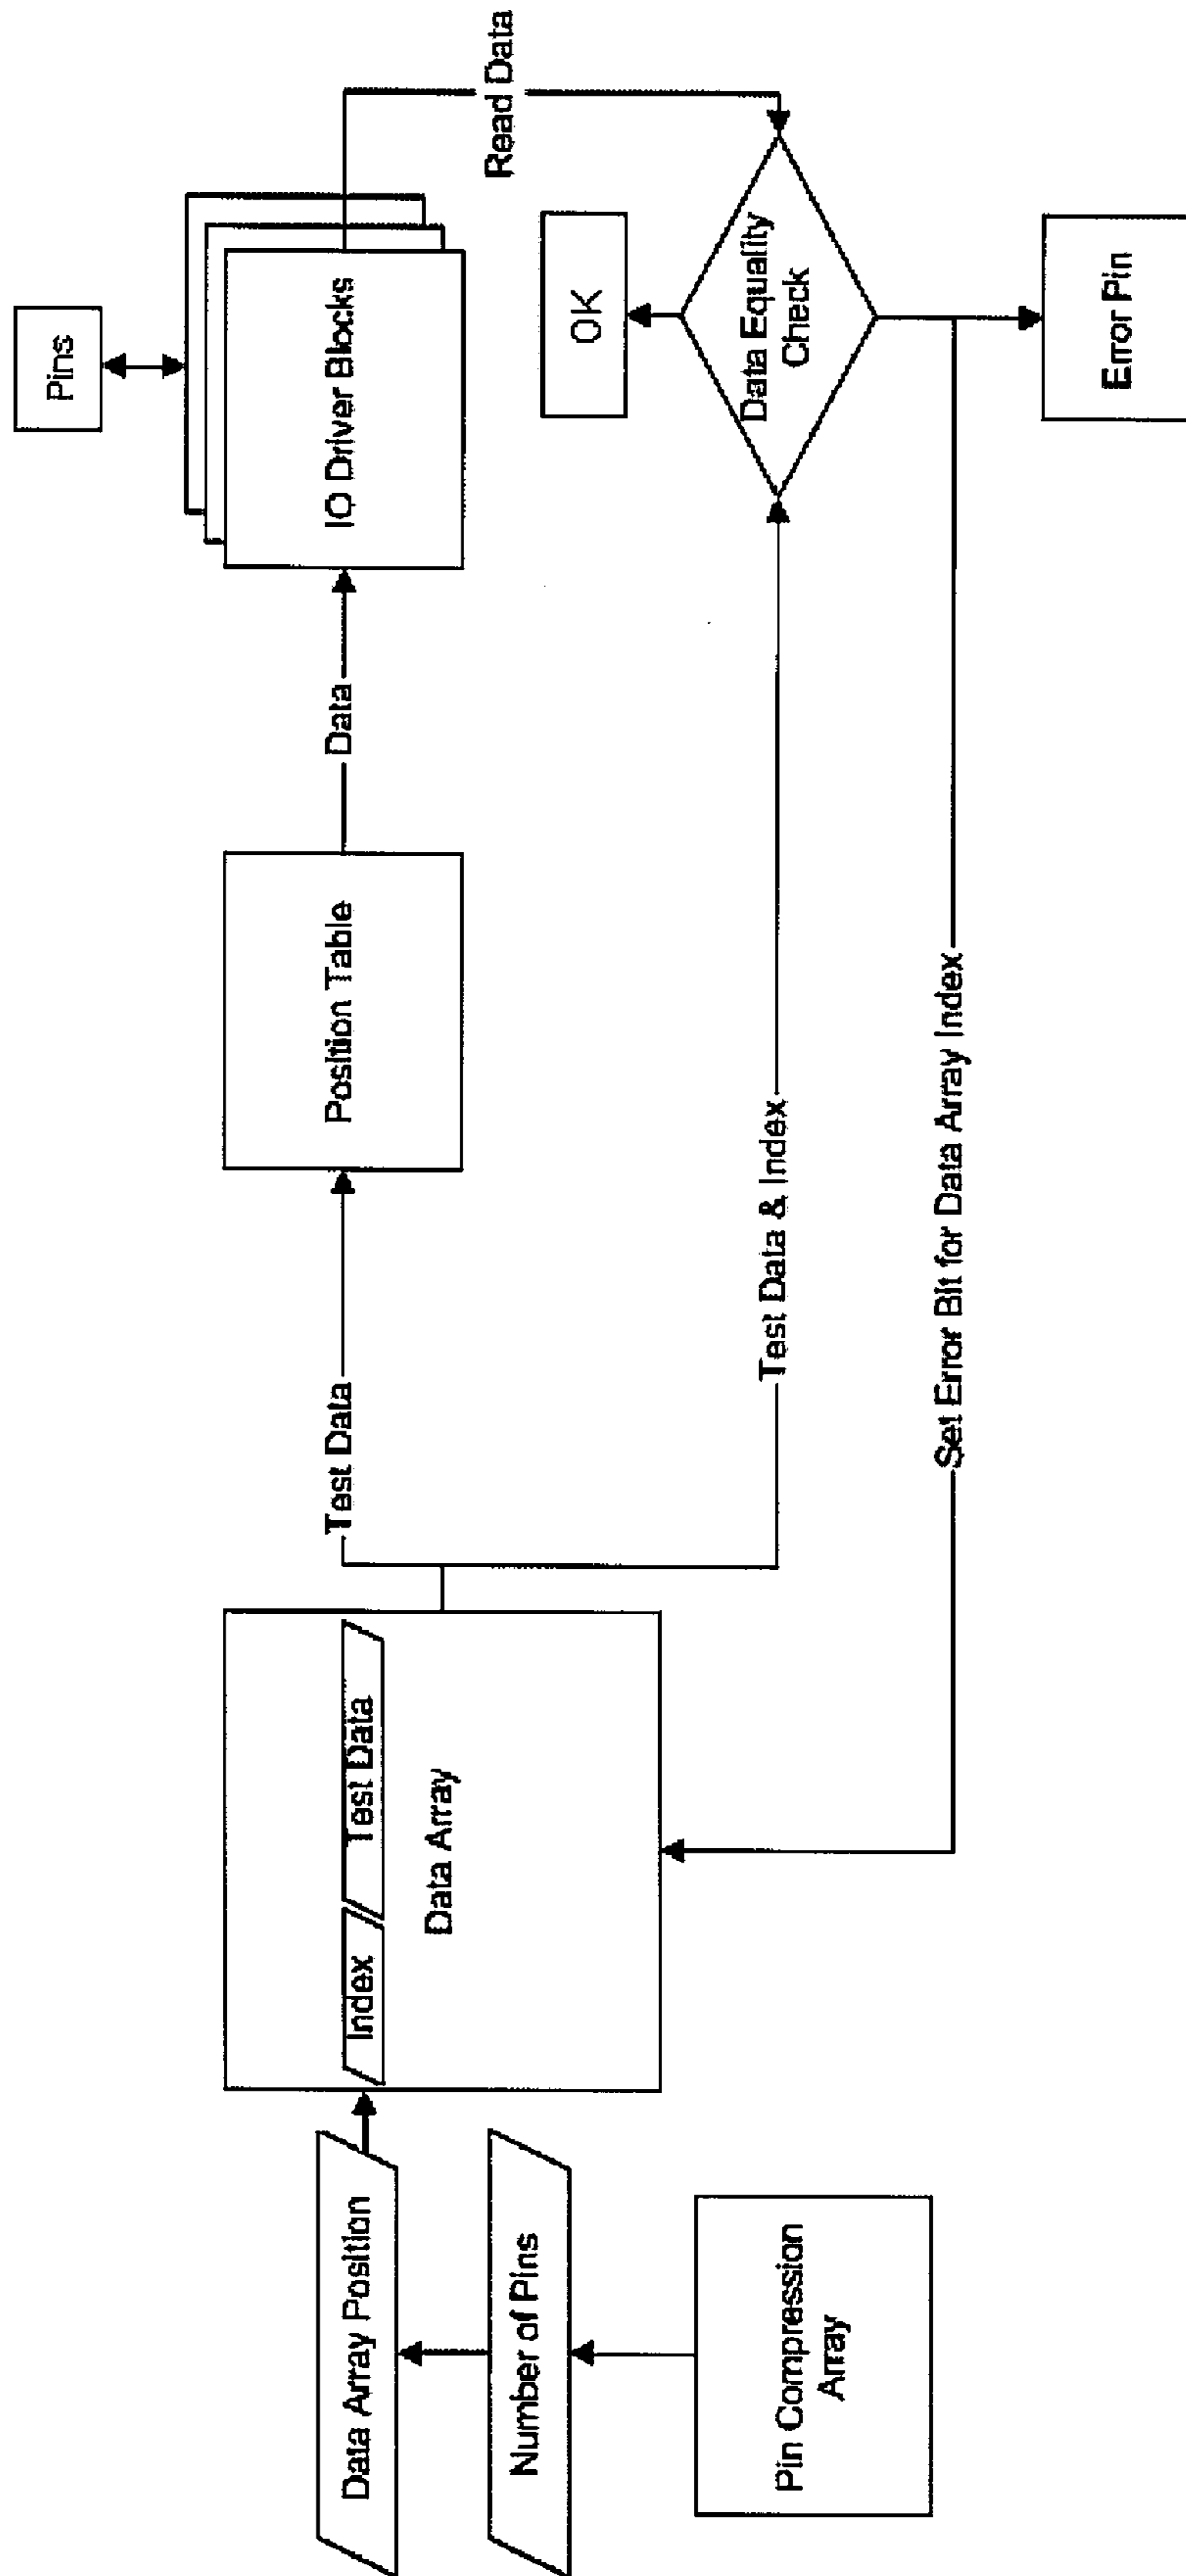 Pins
IO Driver Blocks
Read Data
OK
Data Equality
Check
Error Pin
Data
Position Table
Test Data
Test Data & Index
Set Error Bit for Data Array Index
Index
Test Data
Data Array
Data Array Position
Number of Pins
Pin Compression
Array